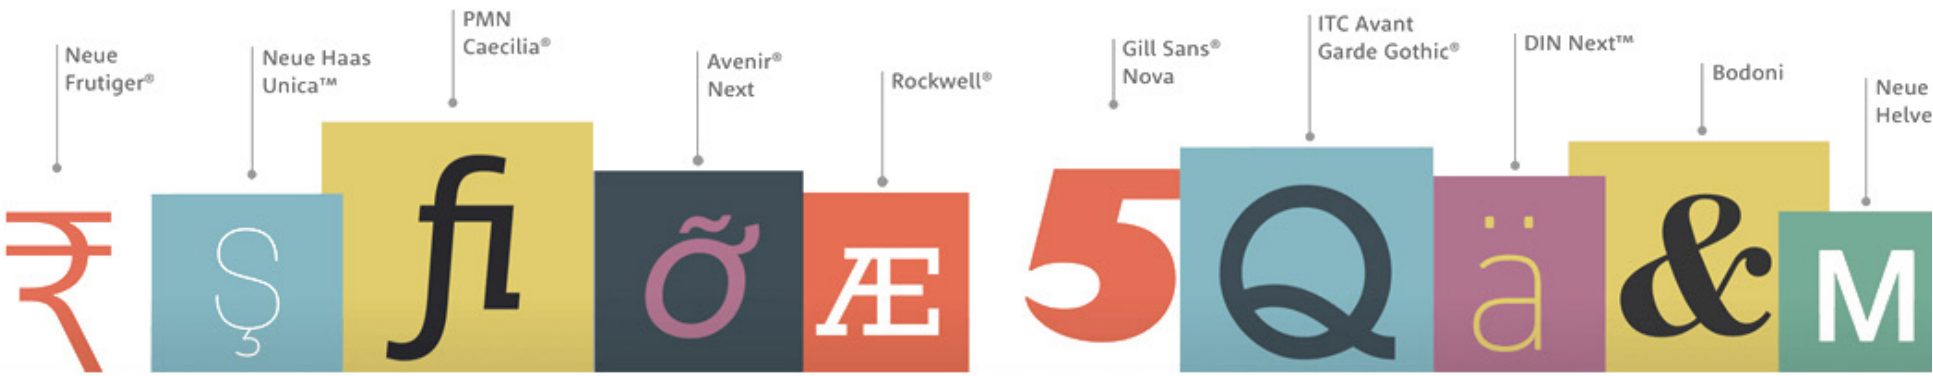 Neue
Frutiger®
Neue Haas
Unica™
PMN
Caecilia®
Avenir®
Next
Rockwell®
Gill Sans®
Nova
ITC Avant
Garde Gothic®
DIN Next™
Bodoni
Neue
Helve
₹
Ş
fi
Ỡ
Æ
5
Q
ä
&
M